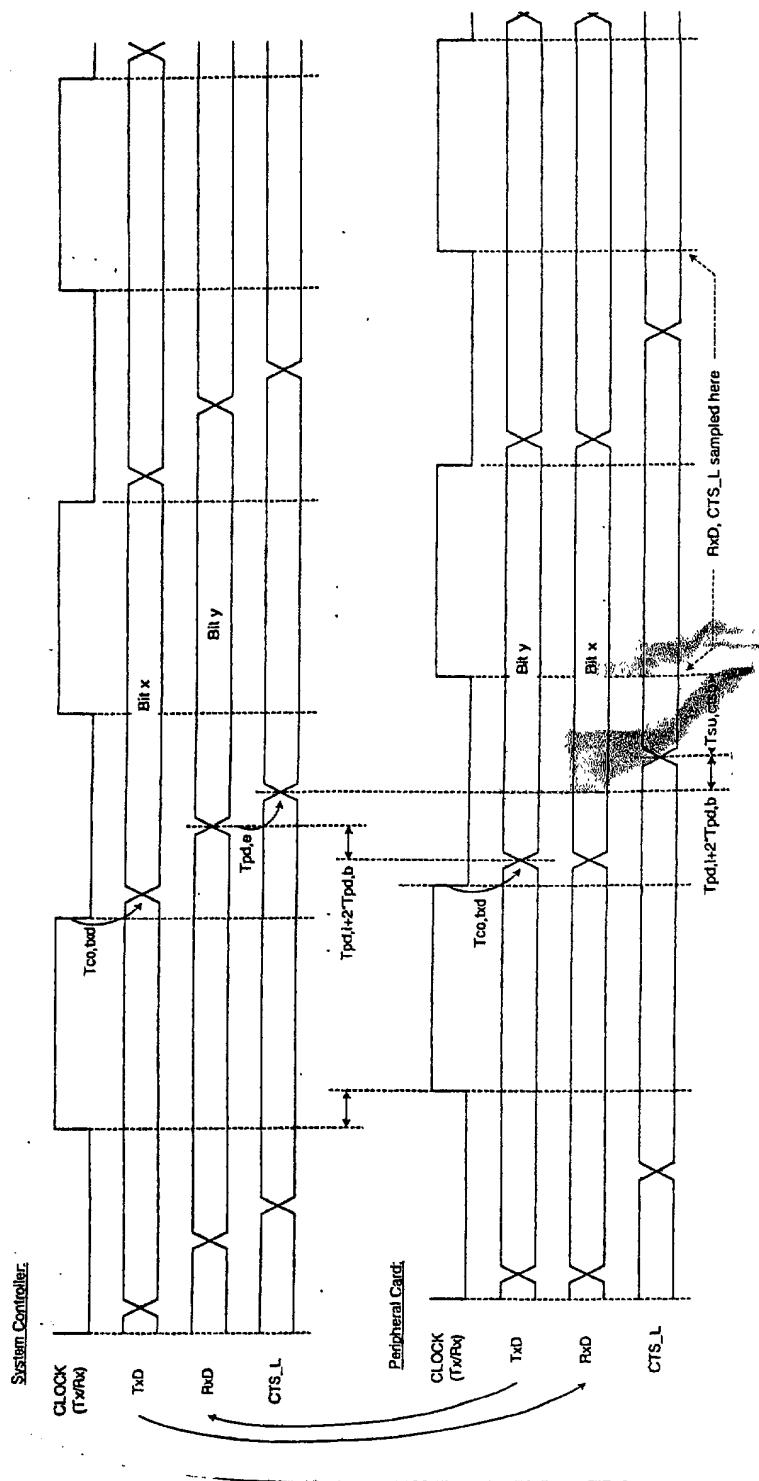 System Controller:
CLOCK
(Tx/Rx)
TxD
RxD
CTS_L
Tco,txd
Bit x
Bit y
Tpd,e
Tpd,i+2*Tpd,b
Peripheral Card:
CLOCK
(Tx/Rx)
TxD
RxD
CTS_L
Tco,txd
Bit y
Bit x
Tpd,i+2*Tpd,b
RxD, CTS_L sampled here